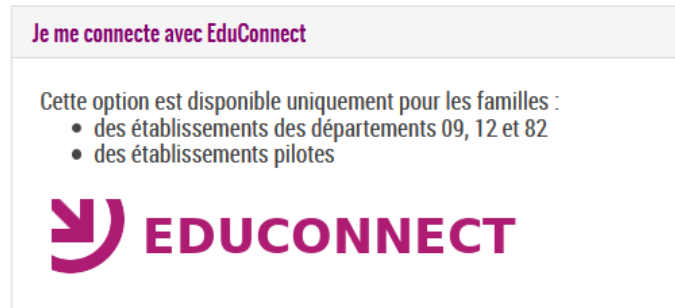 Je me connecte avec EduConnect
Cette option est disponible uniquement pour les familles :
• des établissements des départements 09, 12 et 82
• des établissements pilotes
EDUCONNECT